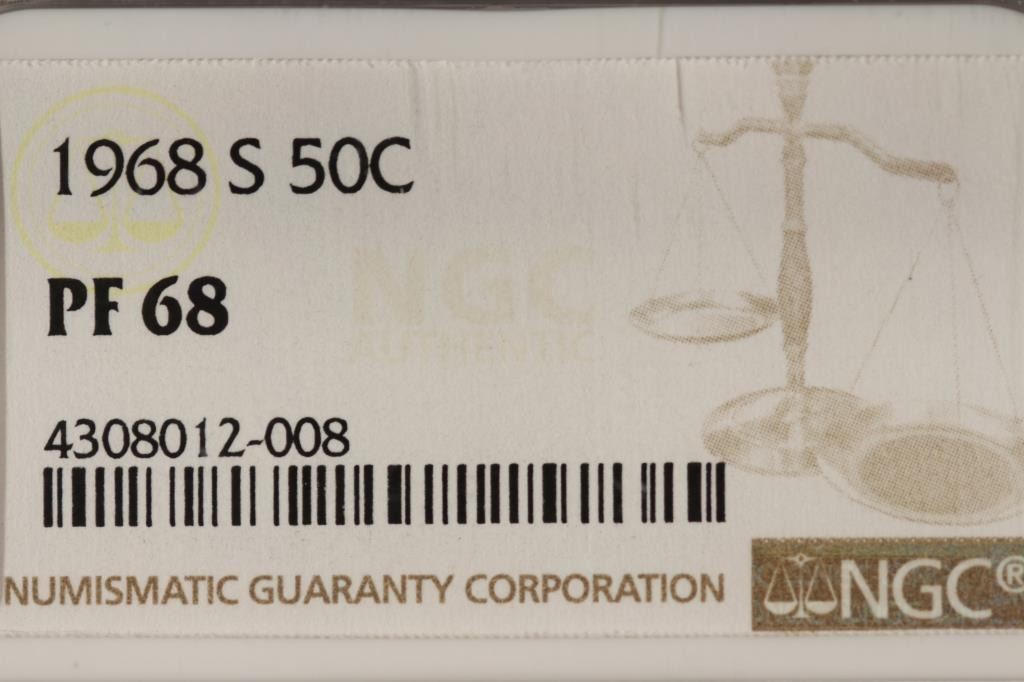 1968 S 50C
NGC
AUTHENTIC
PF 68
4308012-008
NUMISMATIC GUARANTY CORPORATION
NGC®